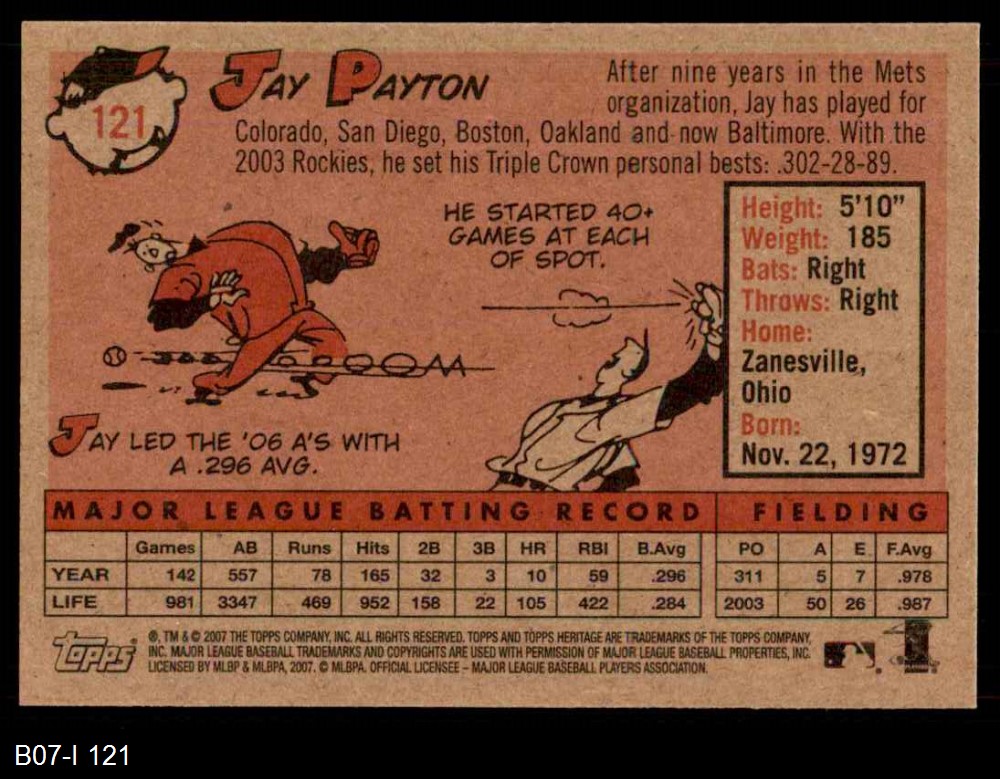 121
JAY PAYTON
After nine years in the Mets
organization, Jay has played for
Colorado, San Diego, Boston, Oakland and now Baltimore. With the
2003 Rockies, he set his Triple Crown personal bests: .302-28-89.
HE STARTED 40+
GAMES AT EACH
OF SPOT.
JAY LED THE '06 A'S WITH
A .296 AVG.
Height: 5'10"
Weight: 185
Bats: Right
Throws: Right
Home:
Zanesville,
Ohio
Born:
Nov. 22, 1972
MAJOR LEAGUE BATTING RECORD FIELDING
Games AB Runs Hits 2B 3B HR RBI B.Avg PO A E F.Avg
YEAR 142 557 78 165 32 3 10 59 .296 311 5 7 .978
LIFE 981 3347 469 952 158 22 105 422 .284 2003 50 26 .987
Topps
®, TM & © 2007 THE TOPPS COMPANY, INC. ALL RIGHTS RESERVED. TOPPS AND TOPPS HERITAGE ARE TRADEMARKS OF THE TOPPS COMPANY,
INC. MAJOR LEAGUE BASEBALL TRADEMARKS AND COPYRIGHTS ARE USED WITH PERMISSION OF MAJOR LEAGUE BASEBALL PROPERTIES, INC.
LICENSED BY MLBP & MLBPA, 2007. © MLBPA. OFFICIAL LICENSEE – MAJOR LEAGUE BASEBALL PLAYERS ASSOCIATION.
B07-I 121